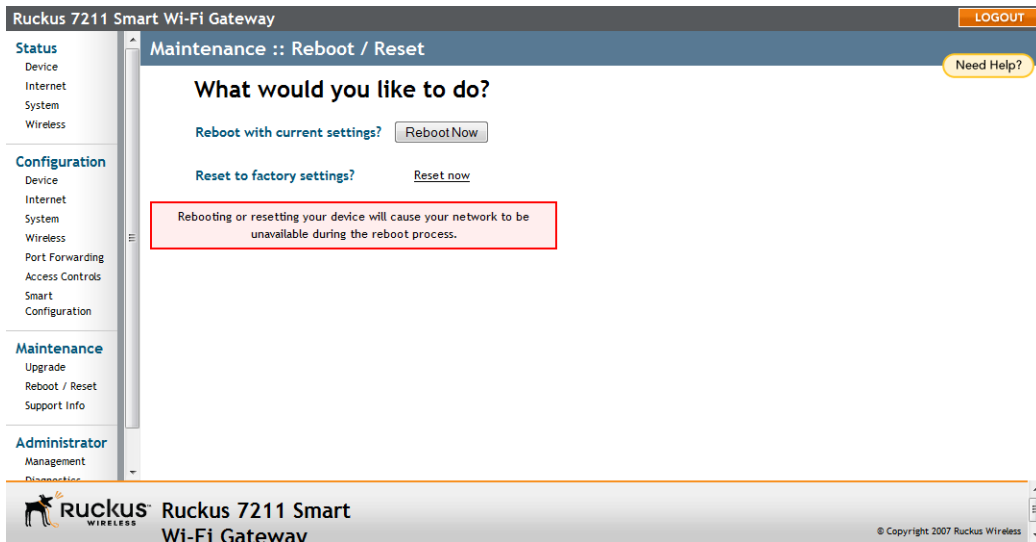 Ruckus 7211 Smart Wi-Fi Gateway
LOGOUT
Status
Device
Internet
System
Wireless
Configuration
Device
Internet
System
Wireless
Port Forwarding
Access Controls
Smart
Configuration
Maintenance
Upgrade
Reboot / Reset
Support Info
Administrator
Management
Diagnostics
Maintenance :: Reboot / Reset
Need Help?
What would you like to do?
Reboot with current settings?
Reboot Now
Reset to factory settings?
Reset now
Rebooting or resetting your device will cause your network to be
unavailable during the reboot process.
RUCKUS™
WIRELESS
Ruckus 7211 Smart
Wi-Fi Gateway
© Copyright 2007 Ruckus Wireless